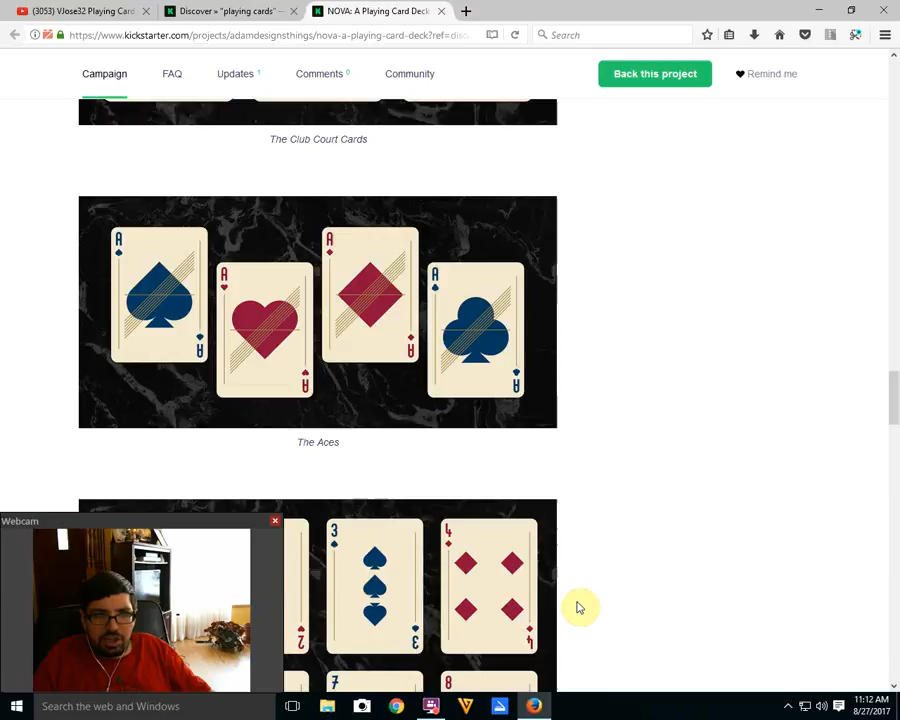 (3053) VJose32 Playing Card
Discover » "playing cards" —
NOVA: A Playing Card Deck
https://www.kickstarter.com/projects/adamdesignsthings/nova-a-playing-card-deck?ref=disc
Search
Campaign
FAQ
Updates 1
Comments 0
Community
Back this project
Remind me
The Club Court Cards
A
A
A
A
A
A
A
A
The Aces
Webcam
2
3
3
4
4
7
8
Search the web and Windows
11:12 AM
8/27/2017